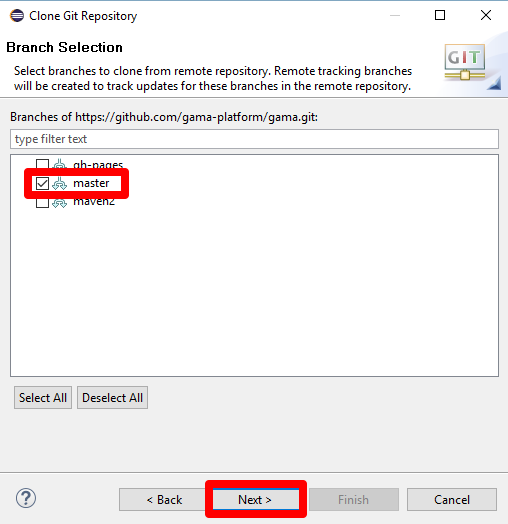 Clone Git Repository
Branch Selection
Select branches to clone from remote repository. Remote tracking branches
will be created to track updates for these branches in the remote repository.
GIT
Branches of https://github.com/gama-platform/gama.git:
type filter text
gh-pages
master
maven2
Select All
Deselect All
?
< Back
Next >
Finish
Cancel